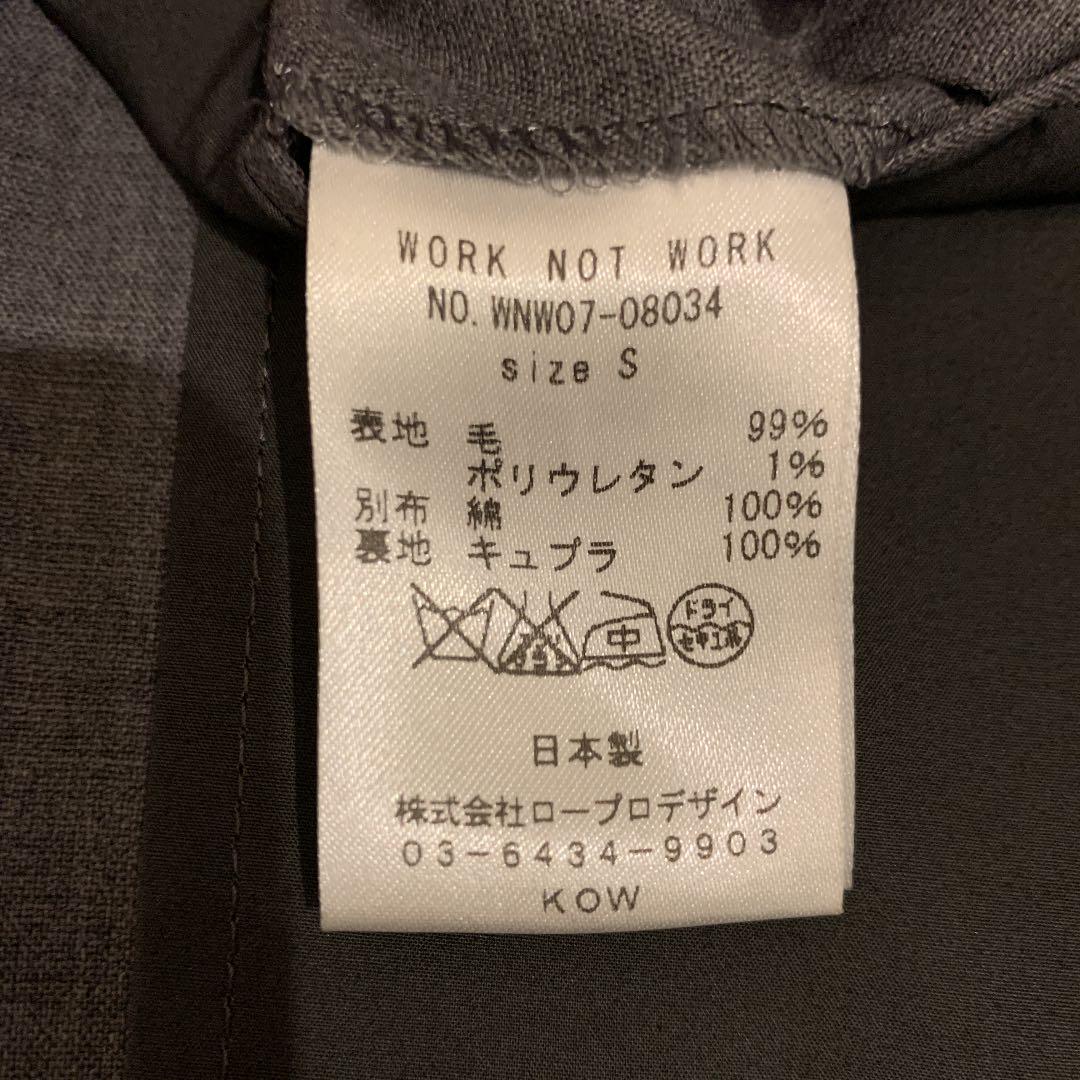 WORK NOT WORK
NO. WNW07-08034
size S
表地 毛 99%
ポリウレタン 1%
別布 綿 100%
裏地 キュプラ 100%
中 ドライ
日本製
株式会社ロープロデザイン
03-6434-9903
KOW